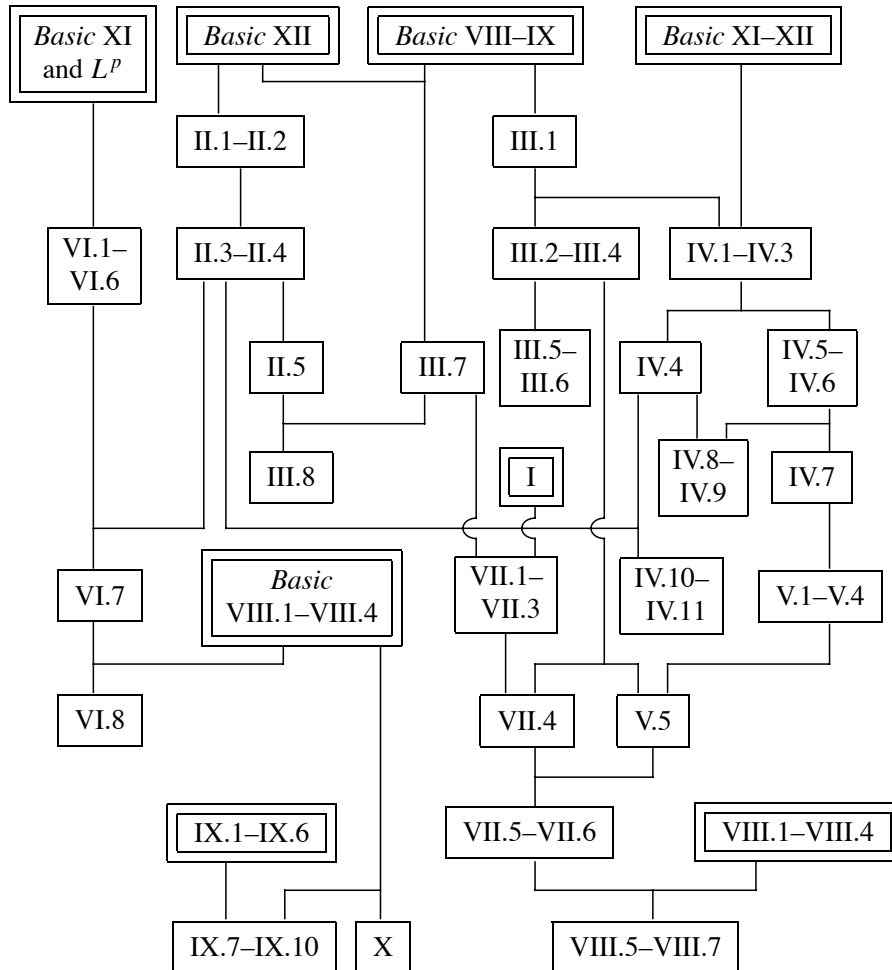 Basic XI
and L^p
Basic XII
Basic VIII–IX
Basic XI–XII
II.1–II.2
III.1
VI.1–
VI.6
II.3–II.4
III.2–III.4
IV.1–IV.3
II.5
III.7
III.5–
III.6
IV.4
IV.5–
IV.6
III.8
I
IV.8–
IV.9
IV.7
VI.7
Basic
VIII.1–VIII.4
VII.1–
VII.3
IV.10–
IV.11
V.1–V.4
VI.8
VII.4
V.5
IX.1–IX.6
VII.5–VII.6
VIII.1–VIII.4
IX.7–IX.10
X
VIII.5–VIII.7